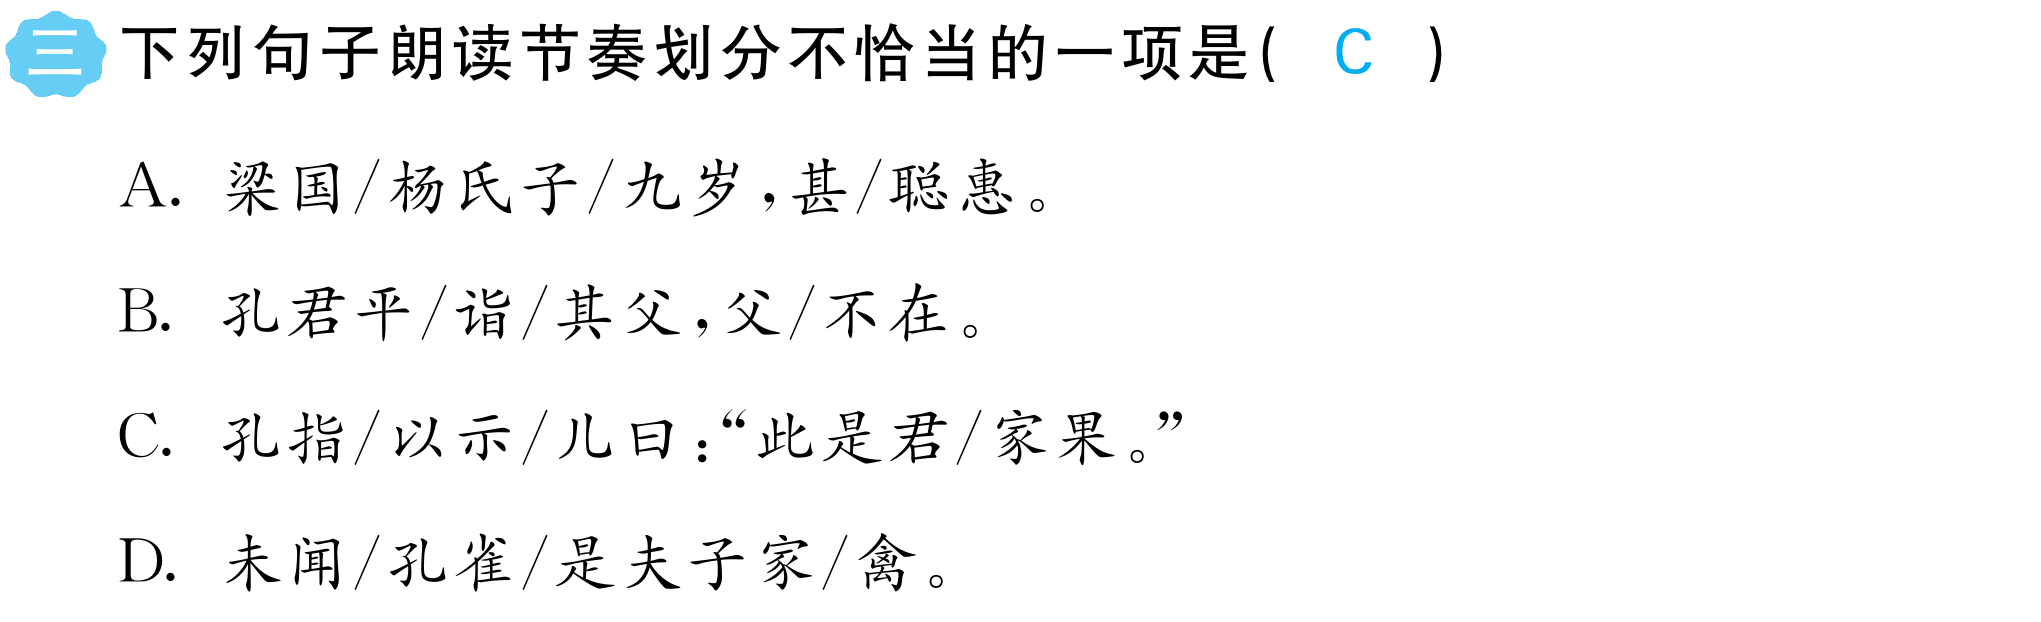 三 下列句子朗读节奏划分不恰当的一项是( C )
A. 梁国/杨氏子/九岁，甚/聪惠。
B. 孔君平/诣/其父，父/不在。
C. 孔指/以示/儿曰：“此是君/家果。”
D. 未闻/孔雀/是夫子家/禽。